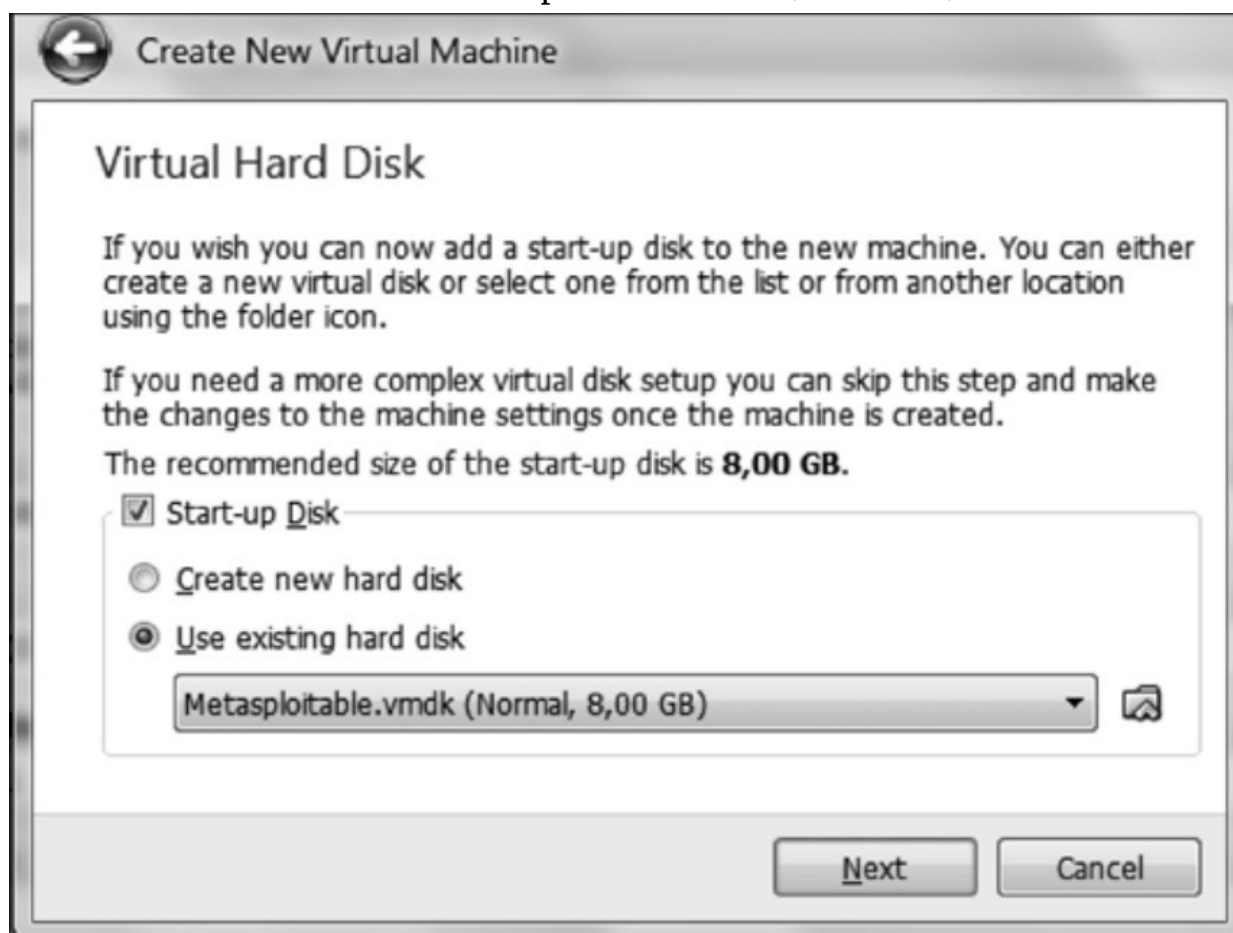 Create New Virtual Machine
Virtual Hard Disk
If you wish you can now add a start-up disk to the new machine. You can either
create a new virtual disk or select one from the list or from another location
using the folder icon.
If you need a more complex virtual disk setup you can skip this step and make
the changes to the machine settings once the machine is created.
The recommended size of the start-up disk is 8,00 GB.
Start-up Disk
Create new hard disk
Use existing hard disk
Metasploitable.vmdk (Normal, 8,00 GB)
Next
Cancel